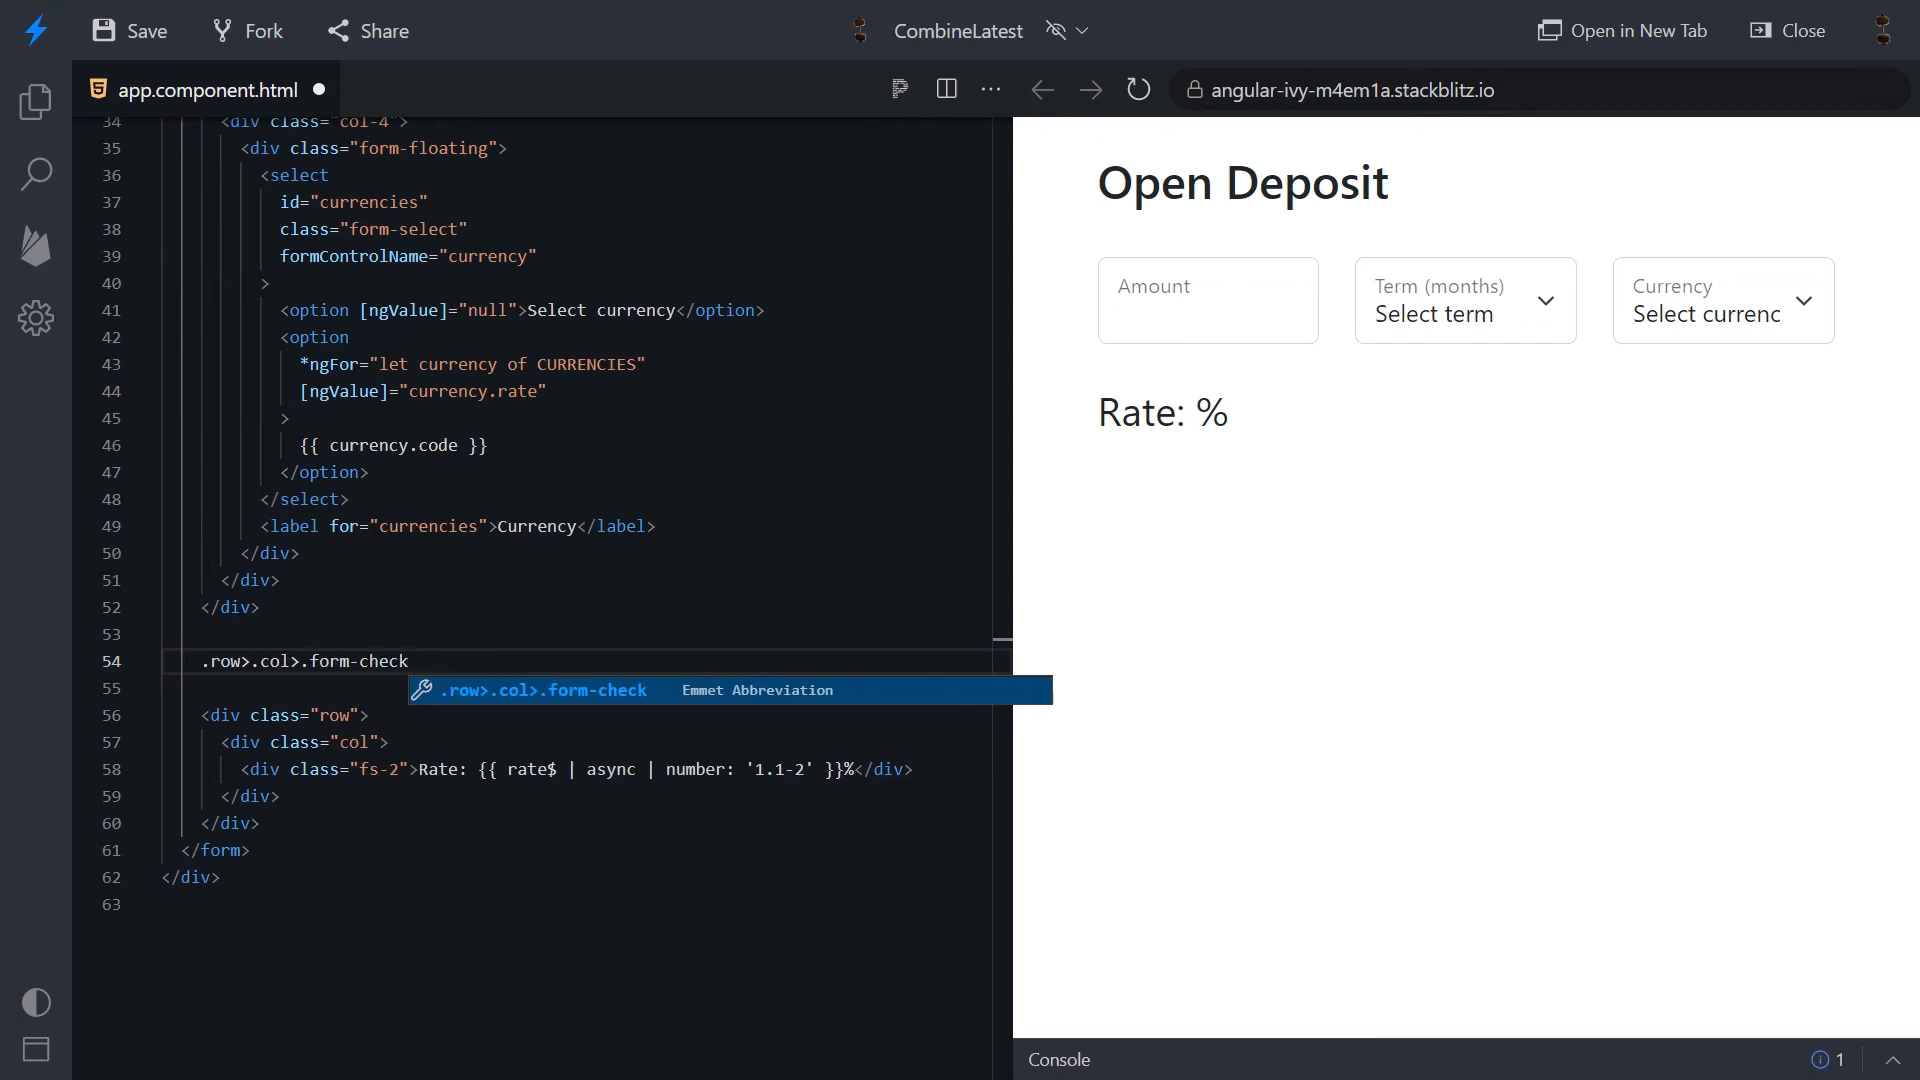 Save Fork Share CombineLatest Open in New Tab Close
app.component.html angular-ivy-m4em1a.stackblitz.io
34 <div class="col-4">
35 <div class="form-floating">
36 <select
37 id="currencies"
38 class="form-select"
39 formControlName="currency"
40 >
41 <option [ngValue]="null">Select currency</option>
42 <option
43 *ngFor="let currency of CURRENCIES"
44 [ngValue]="currency.rate"
45 >
46 {{ currency.code }}
47 </option>
48 </select>
49 <label for="currencies">Currency</label>
50 </div>
51 </div>
52 </div>
53
54 .row>.col>.form-check
55 .row>.col>.form-check Emmet Abbreviation
56 <div class="row">
57 <div class="col">
58 <div class="fs-2">Rate: {{ rate$ | async | number: '1.1-2' }}%</div>
59 </div>
60 </div>
61 </form>
62 </div>
63
Open Deposit
Amount Term (months) Currency
Select term Select currenc
Rate: %
Console 1